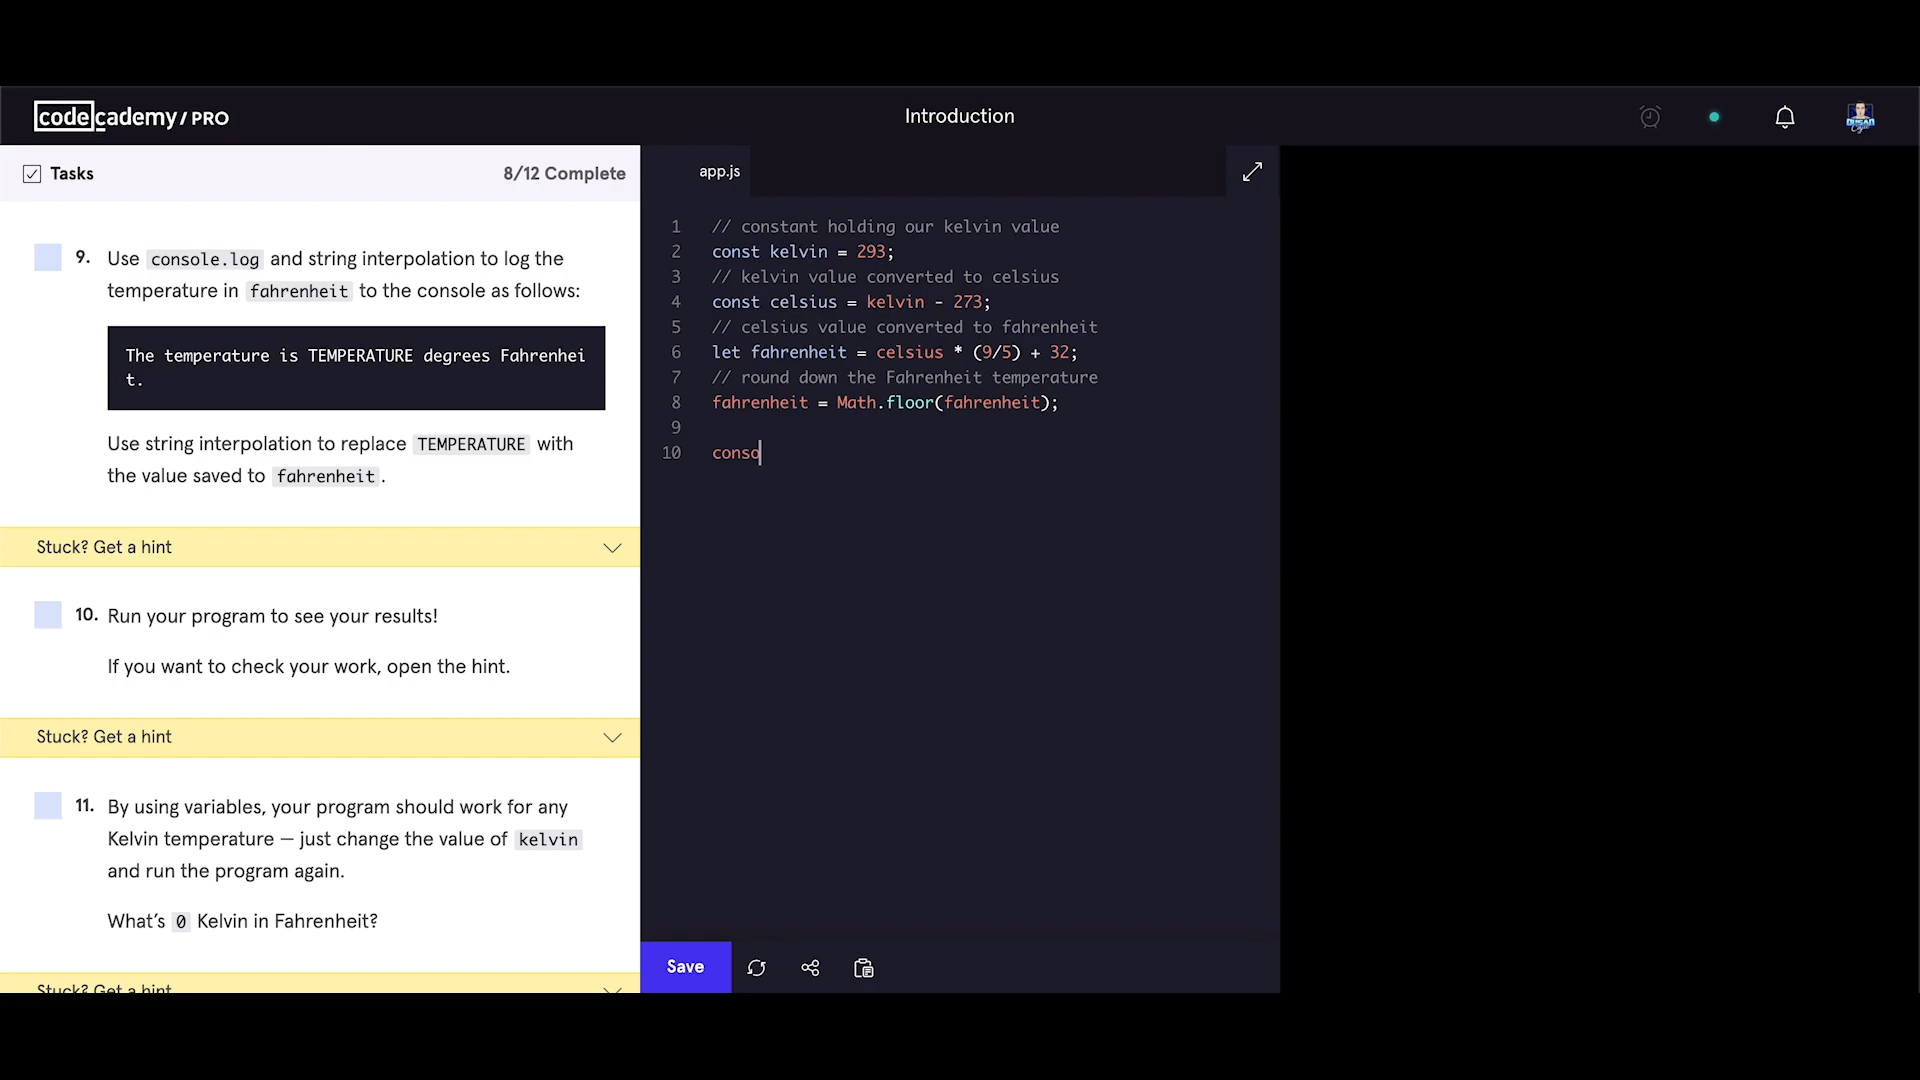 codecademy/PRO
Introduction
Tasks
8/12 Complete
9. Use console.log and string interpolation to log the
temperature in fahrenheit to the console as follows:
The temperature is TEMPERATURE degrees Fahrenhei
t.
Use string interpolation to replace TEMPERATURE with
the value saved to fahrenheit.
Stuck? Get a hint
10. Run your program to see your results!
If you want to check your work, open the hint.
Stuck? Get a hint
11. By using variables, your program should work for any
Kelvin temperature — just change the value of kelvin
and run the program again.
What's 0 Kelvin in Fahrenheit?
Stuck? Get a hint
app.js
1 // constant holding our kelvin value
2 const kelvin = 293;
3 // kelvin value converted to celsius
4 const celsius = kelvin - 273;
5 // celsius value converted to fahrenheit
6 let fahrenheit = celsius * (9/5) + 32;
7 // round down the Fahrenheit temperature
8 fahrenheit = Math.floor(fahrenheit);
9
10 conso
Save